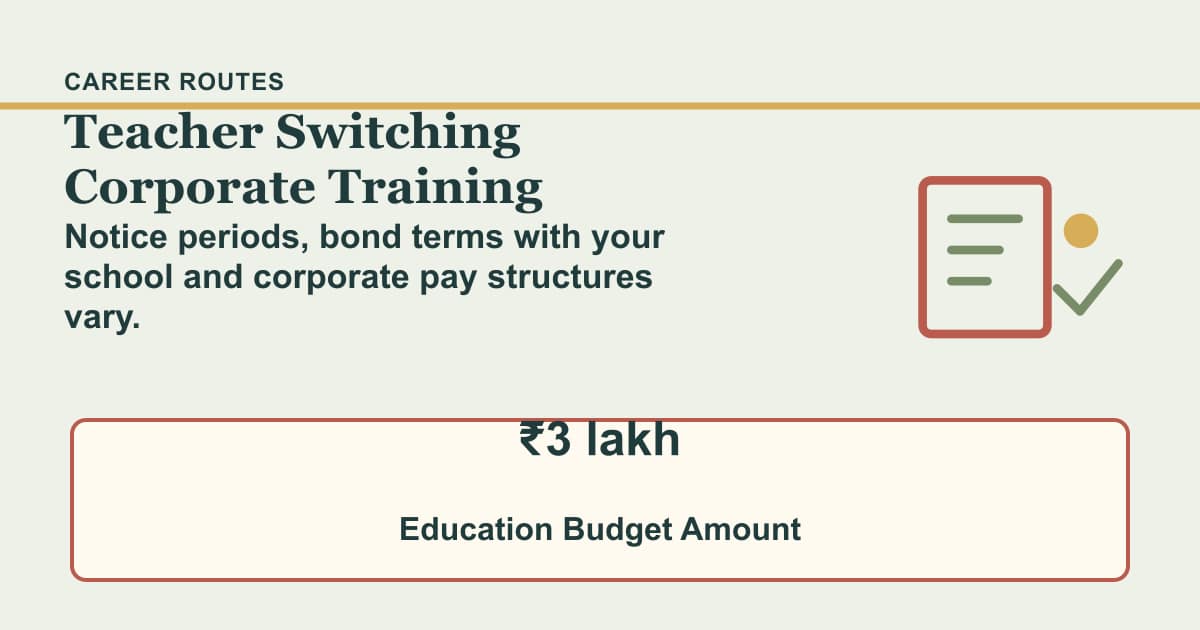 CAREER ROUTES
Teacher Switching
Corporate Training
Notice periods, bond terms with your
school and corporate pay structures
vary.
₹3 lakh
Education Budget Amount